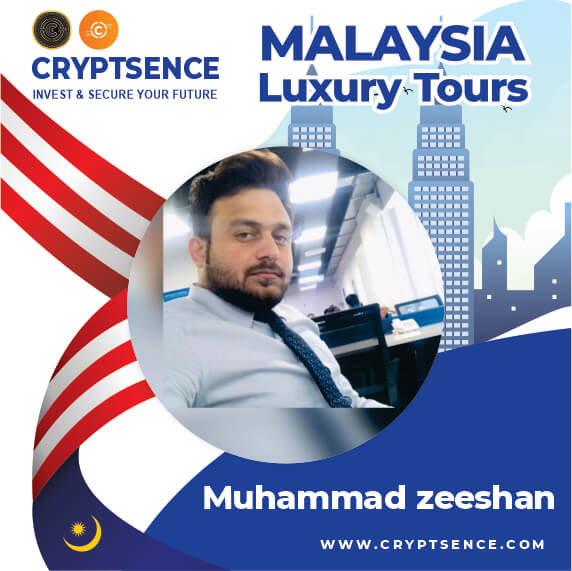 CRYPTSENCE
INVEST & SECURE YOUR FUTURE
MALAYSIA
Luxury Tours
Muhammad zeeshan
WWW.CRYPTSENCE.COM